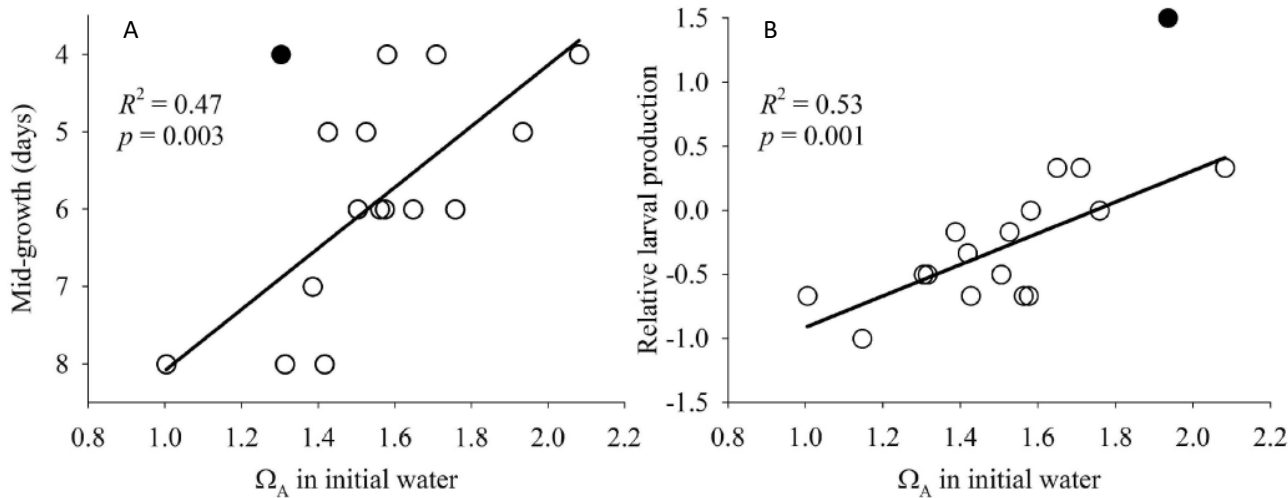 A
Mid-growth (days)
4
5
6
7
8
R² = 0.47
p = 0.003
0.8 1.0 1.2 1.4 1.6 1.8 2.0 2.2
Ω_A in initial water
B
Relative larval production
1.5
1.0
0.5
0.0
-0.5
-1.0
-1.5
R² = 0.53
p = 0.001
0.8 1.0 1.2 1.4 1.6 1.8 2.0 2.2
Ω_A in initial water